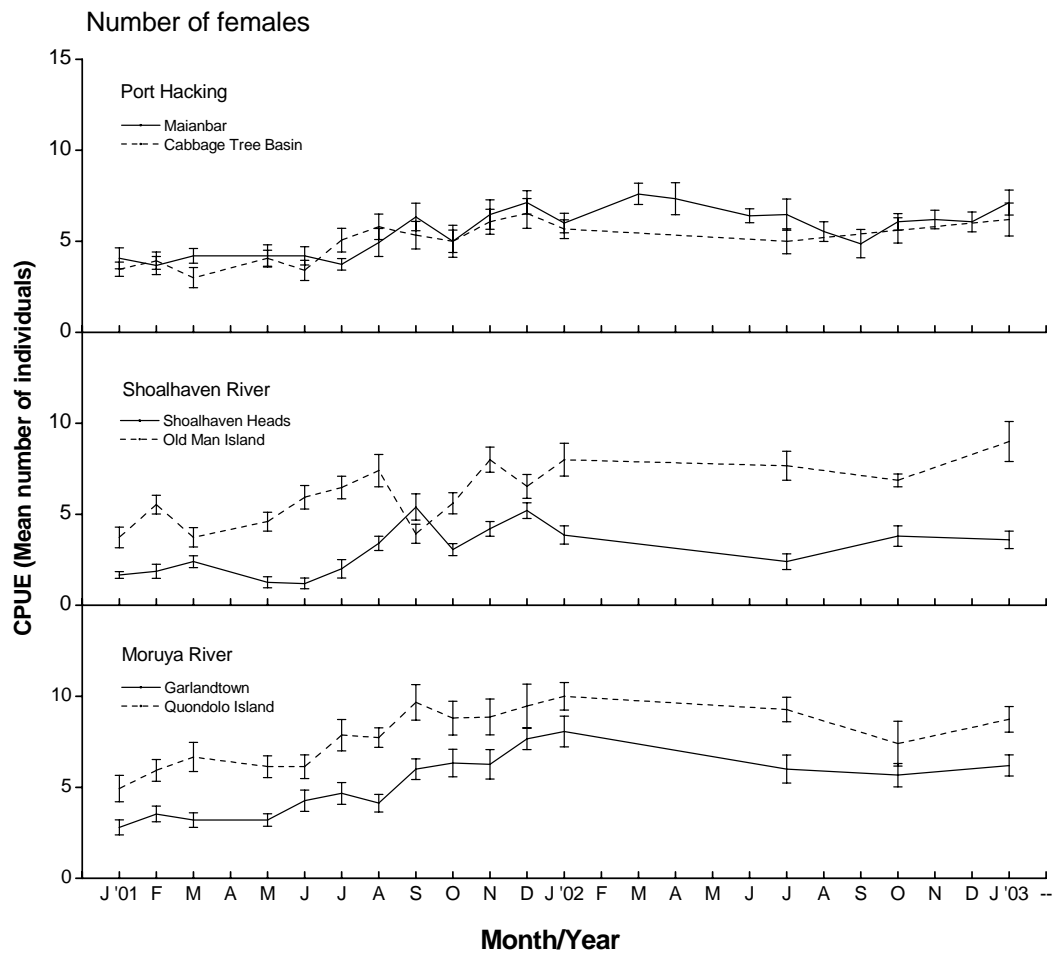 Number of females
15
Port Hacking
Maianbar
Cabbage Tree Basin
10
5
0
Shoalhaven River
Shoalhaven Heads
Old Man Island
10
5
0
Moruya River
Garlandtown
Quondolo Island
10
5
0
CPUE (Mean number of individuals)
J '01 F M A M J J A S O N D J '02 F M A M J J A S O N D J '03 --
Month/Year